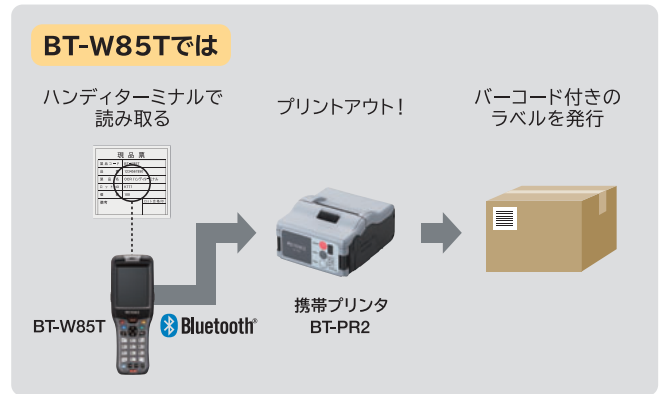 BT-W85Tでは
ハンディターミナルで
読み取る
プリントアウト！
バーコード付きの
ラベルを発行
現品票
BT-W85T
Bluetooth®
携帯プリンタ
BT-PR2